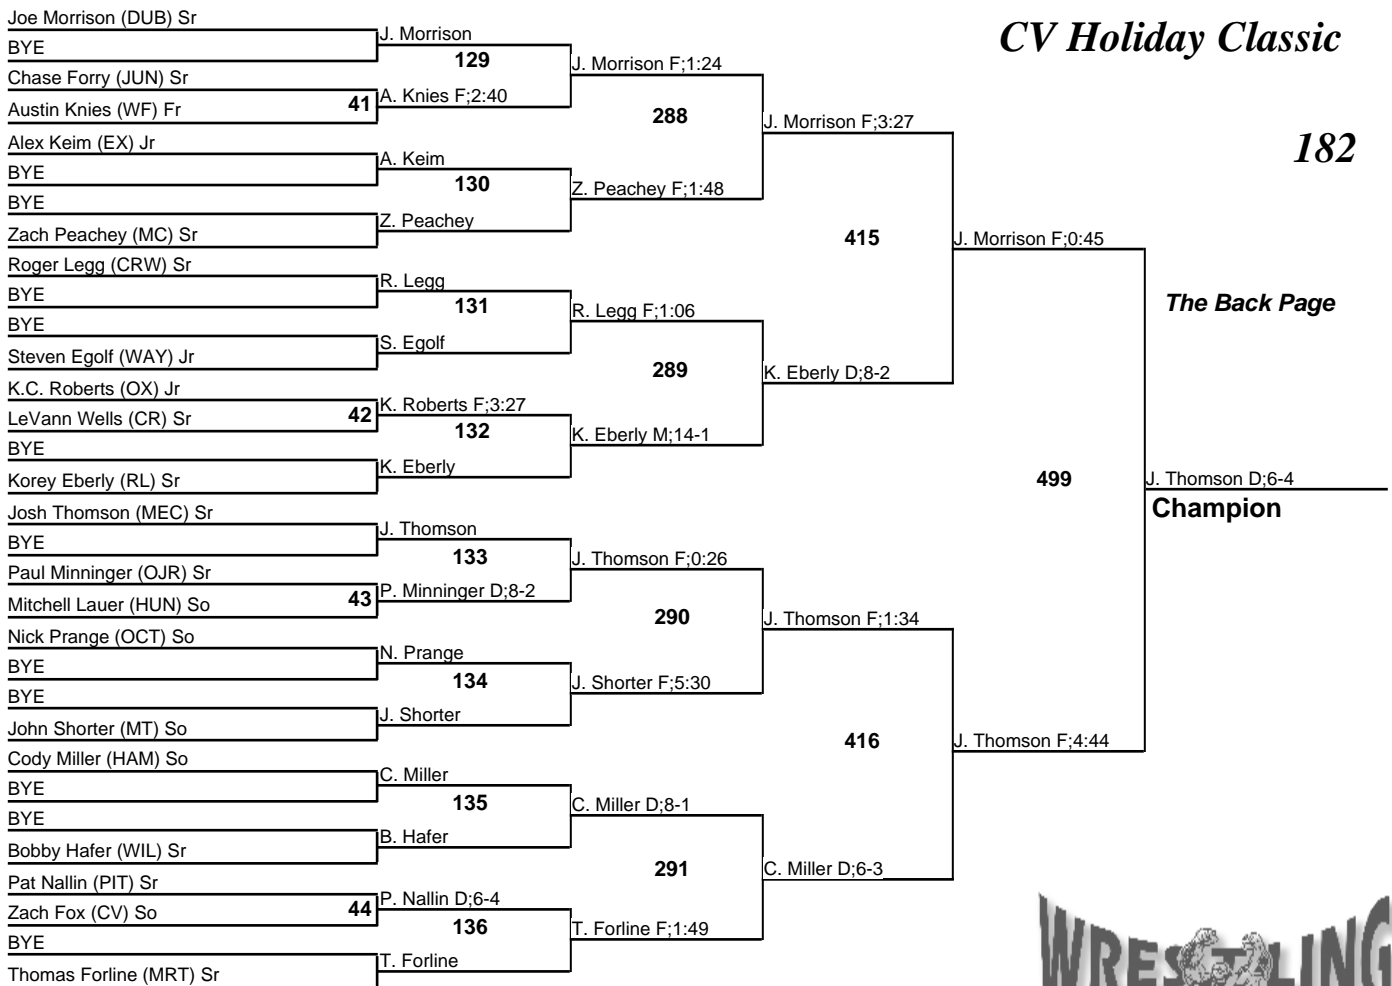 CV Holiday Classic
182
The Back Page
Joe Morrison (DUB) Sr
BYE
Chase Forry (JUN) Sr
Austin Knies (WF) Fr
Alex Keim (EX) Jr
BYE
BYE
Zach Peachey (MC) Sr
Roger Legg (CRW) Sr
BYE
BYE
Steven Egolf (WAY) Jr
K.C. Roberts (OX) Jr
LeVann Wells (CR) Sr
BYE
Korey Eberly (RL) Sr
Josh Thomson (MEC) Sr
BYE
Paul Minninger (OJR) Sr
Mitchell Lauer (HUN) So
Nick Prange (OCT) So
BYE
BYE
John Shorter (MT) So
Cody Miller (HAM) So
BYE
BYE
Bobby Hafer (WIL) Sr
Pat Nallin (PIT) Sr
Zach Fox (CV) So
BYE
Thomas Forline (MRT) Sr
41
42
43
44
J. Morrison
129
A. Knies F;2:40
A. Keim
130
Z. Peachey
R. Legg
131
S. Egolf
K. Roberts F;3:27
132
K. Eberly
J. Thomson
133
P. Minninger D;8-2
N. Prange
134
J. Shorter
C. Miller
135
B. Hafer
P. Nallin D;6-4
136
T. Forline
J. Morrison F;1:24
288
Z. Peachey F;1:48
R. Legg F;1:06
289
K. Eberly M;14-1
J. Thomson F;0:26
290
J. Shorter F;5:30
C. Miller D;8-1
291
T. Forline F;1:49
J. Morrison F;3:27
415
K. Eberly D;8-2
J. Thomson F;1:34
416
C. Miller D;6-3
J. Morrison F;0:45
499
J. Thomson F;4:44
J. Thomson D;6-4
Champion
WRESTLING